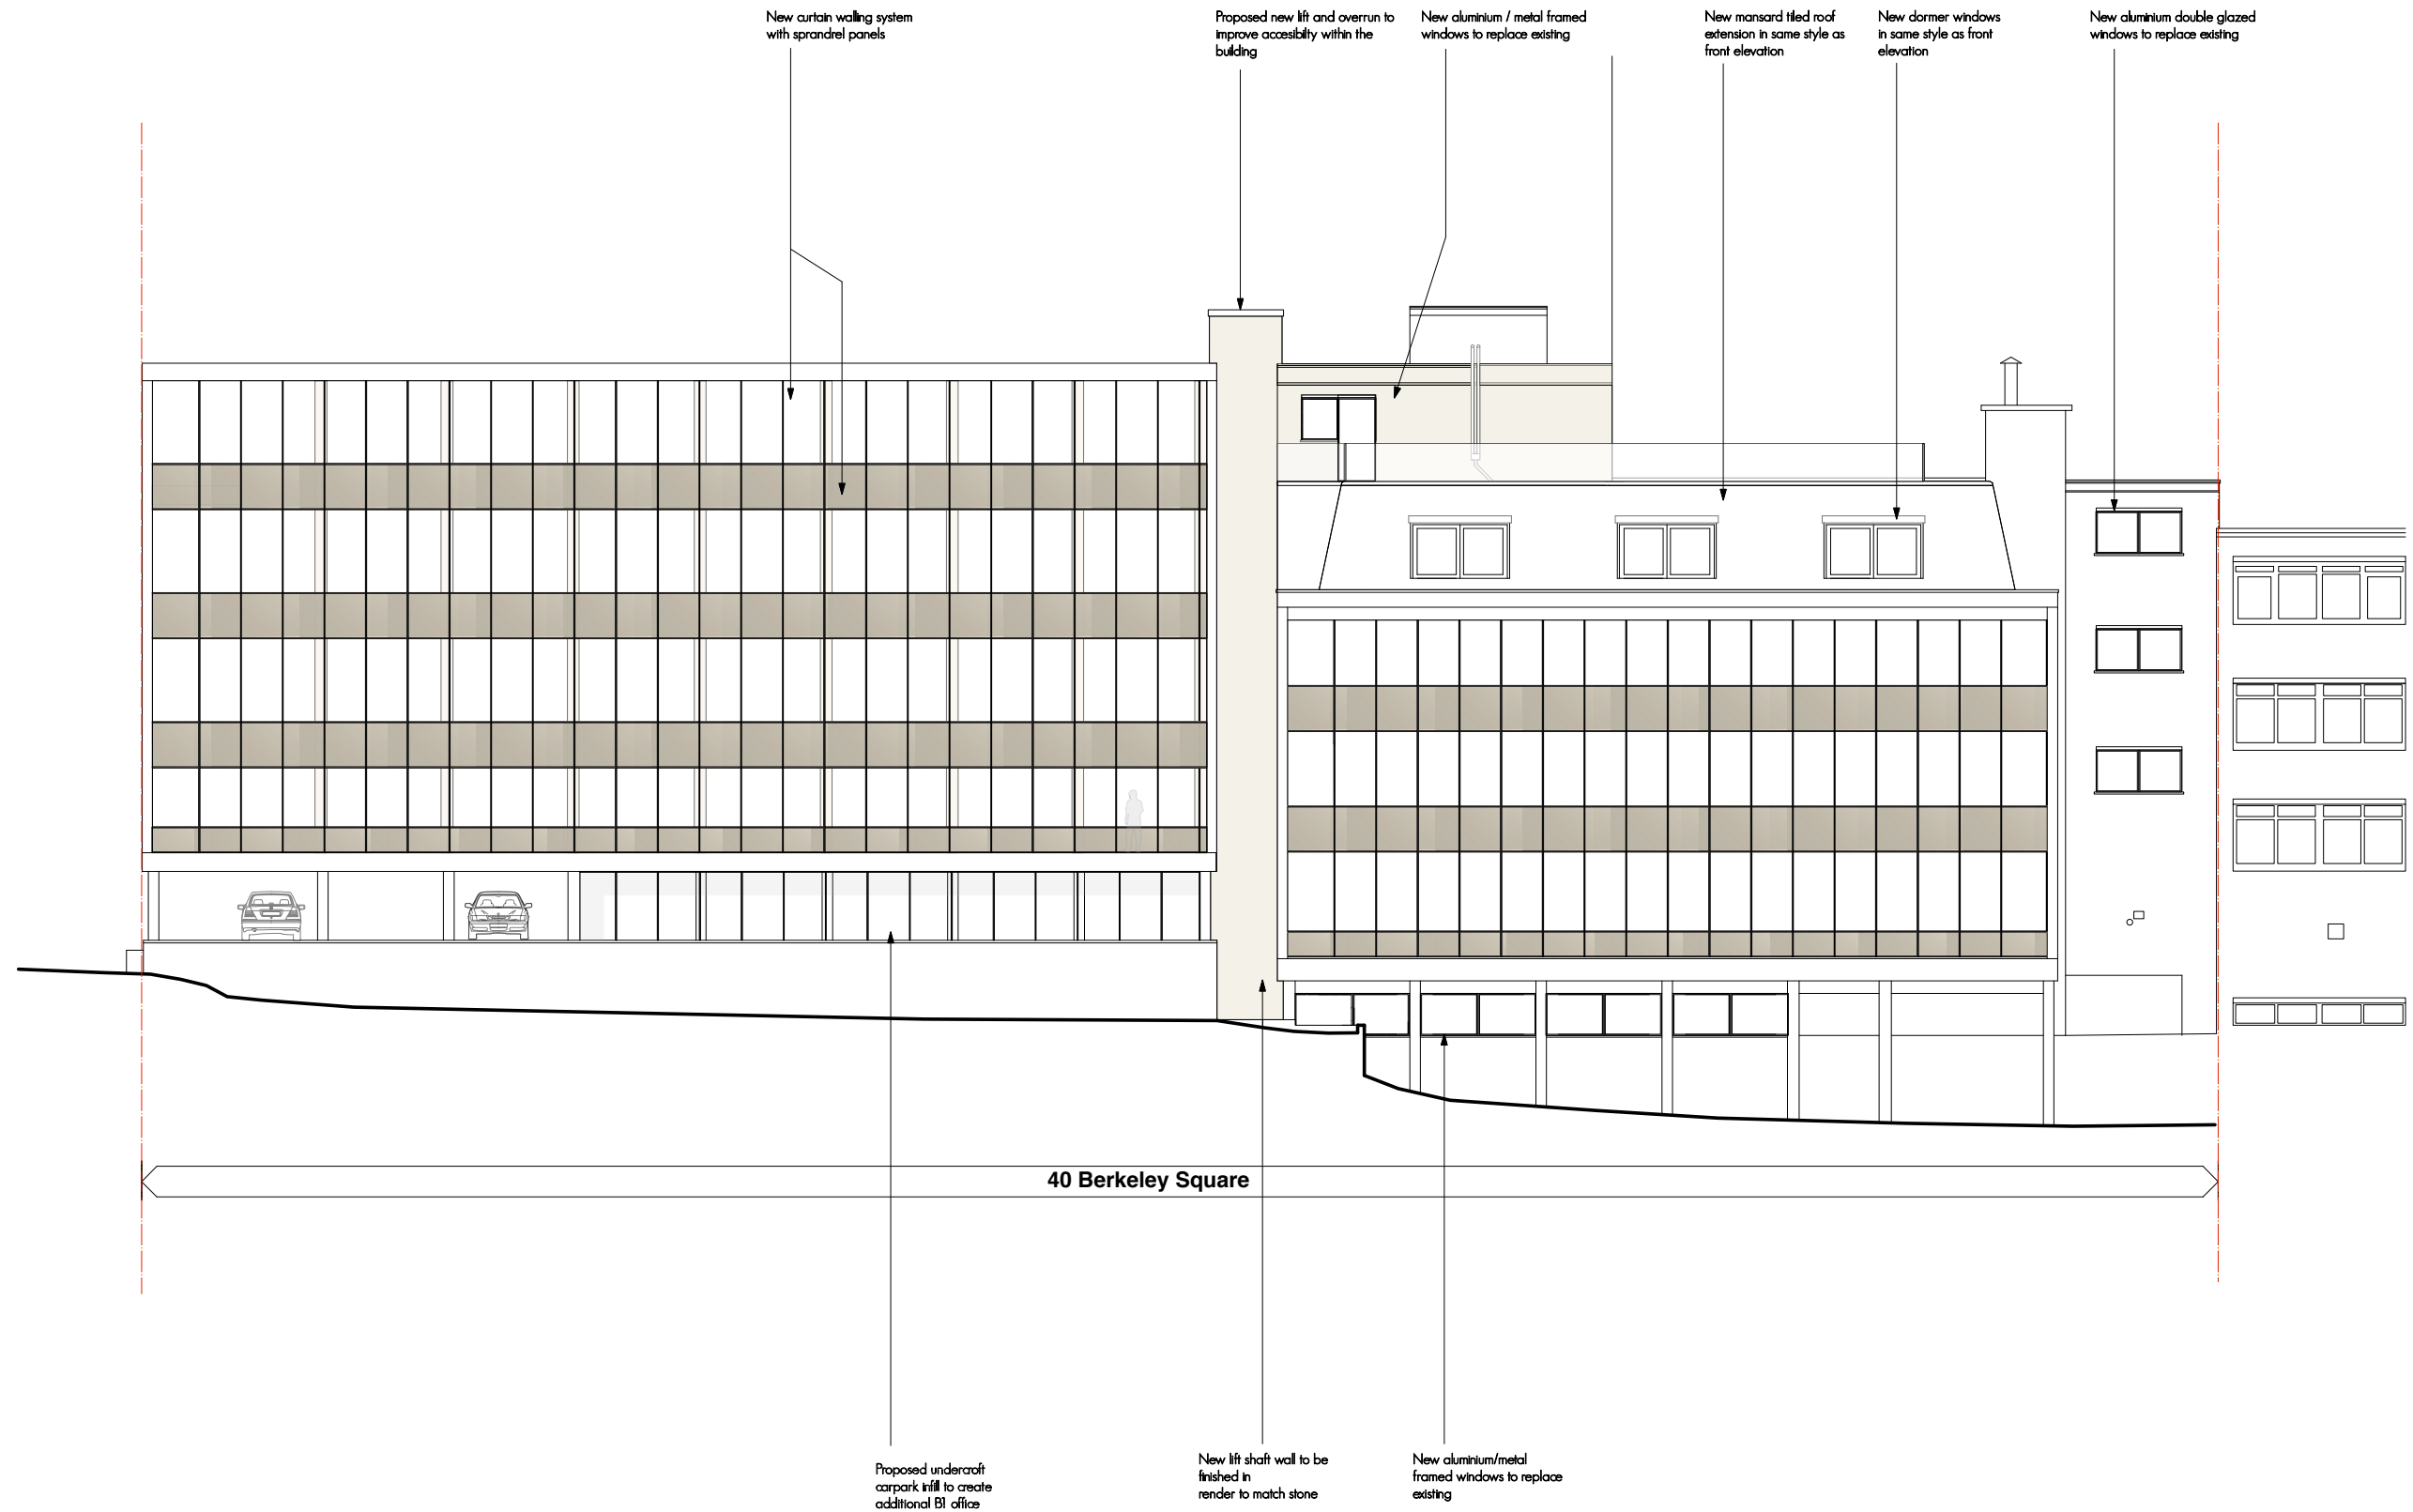 New curtain walling system
with sprandrel panels
Proposed new lift and overrun to
improve accesibilty within the
building
New aluminium / metal framed
windows to replace existing
New mansard tiled roof
extension in same style as
front elevation
New dormer windows
in same style as front
elevation
New aluminium double glazed
windows to replace existing
40 Berkeley Square
Proposed undercroft
carpark infill to create
additional B1 office
New lift shaft wall to be
finished in
render to match stone
New aluminium/metal
framed windows to replace
existing